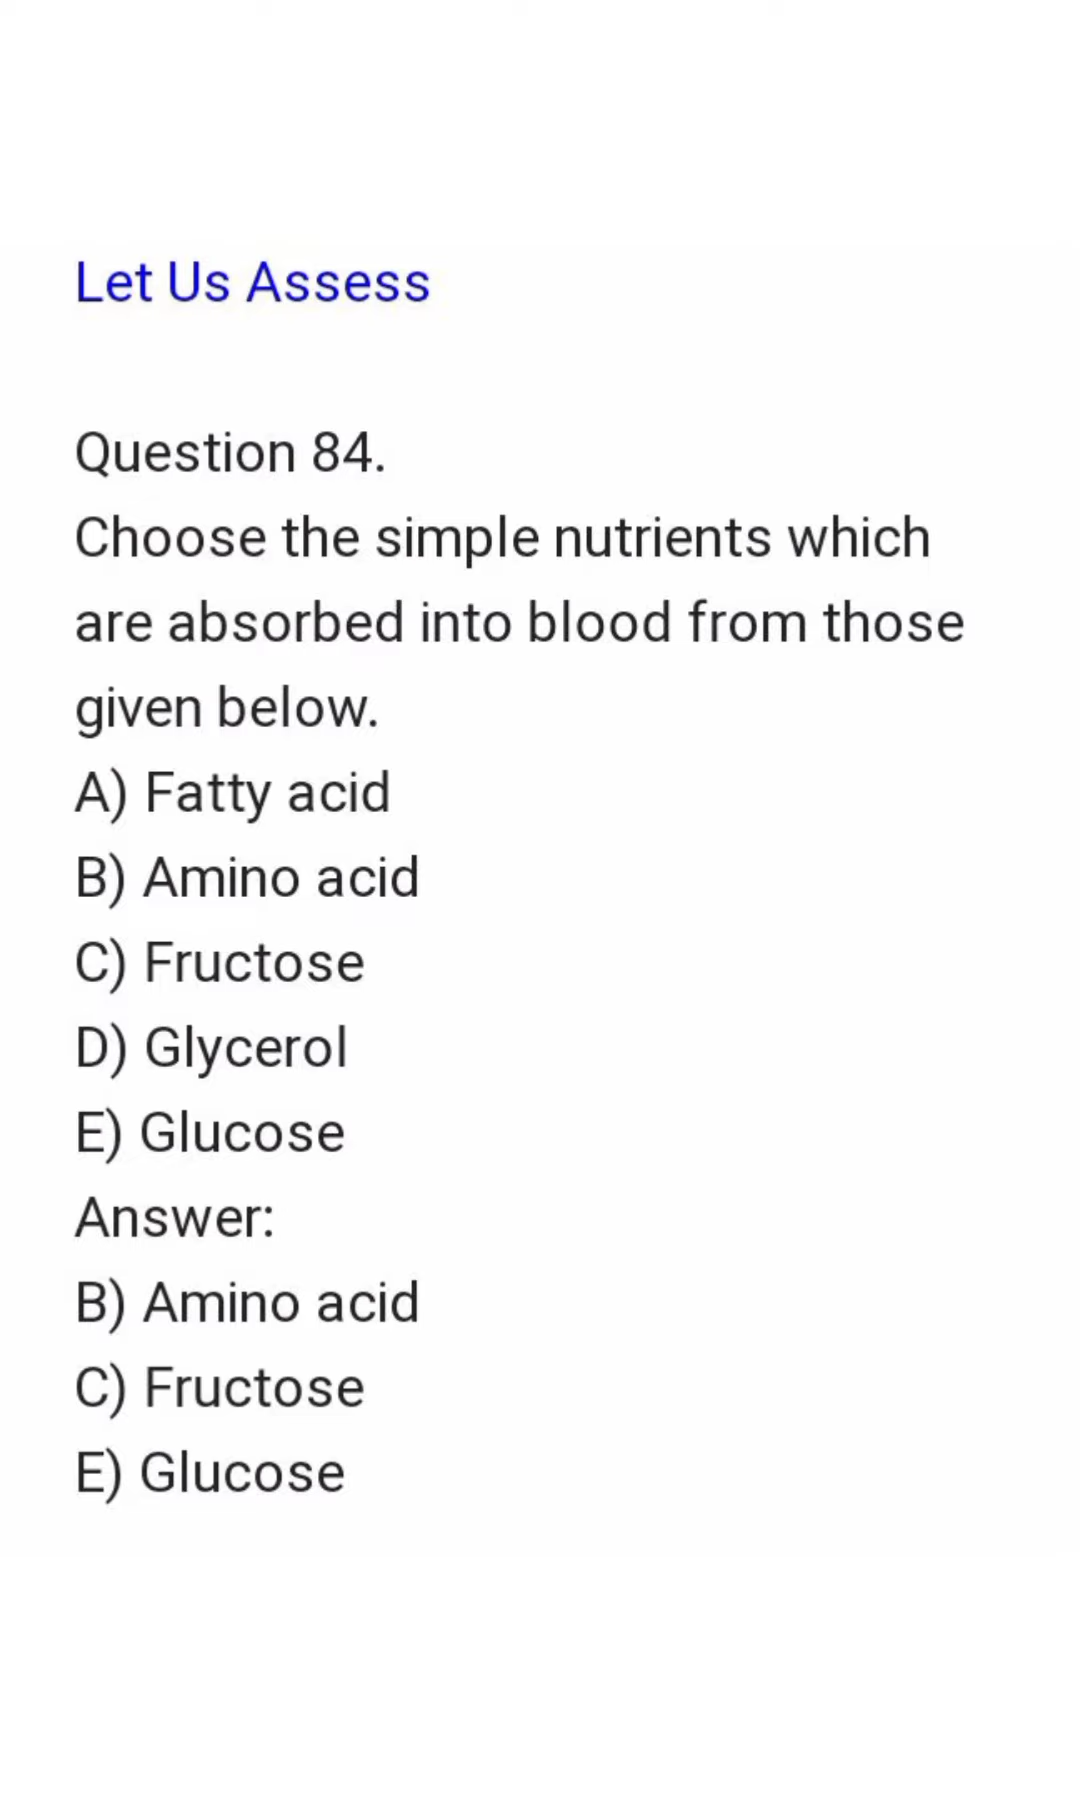 Let Us Assess
Question 84.
Choose the simple nutrients which
are absorbed into blood from those
given below.
A) Fatty acid
B) Amino acid
C) Fructose
D) Glycerol
E) Glucose
Answer:
B) Amino acid
C) Fructose
E) Glucose